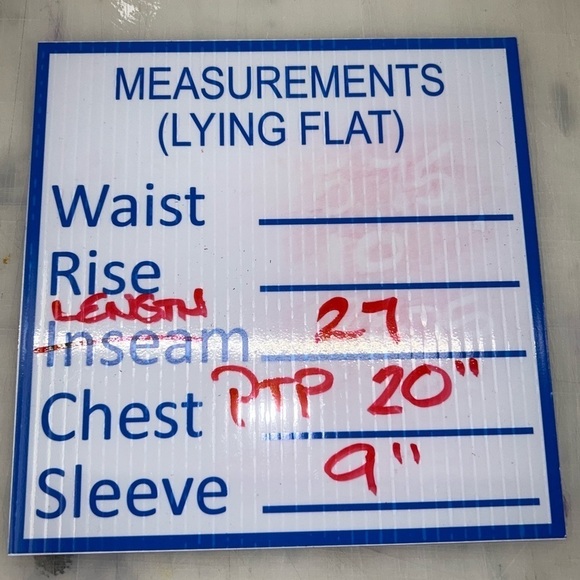 MEASUREMENTS
(LYING FLAT)
Waist
Rise
LENGTH
Inseam 27
Chest PTP 20"
Sleeve 9"